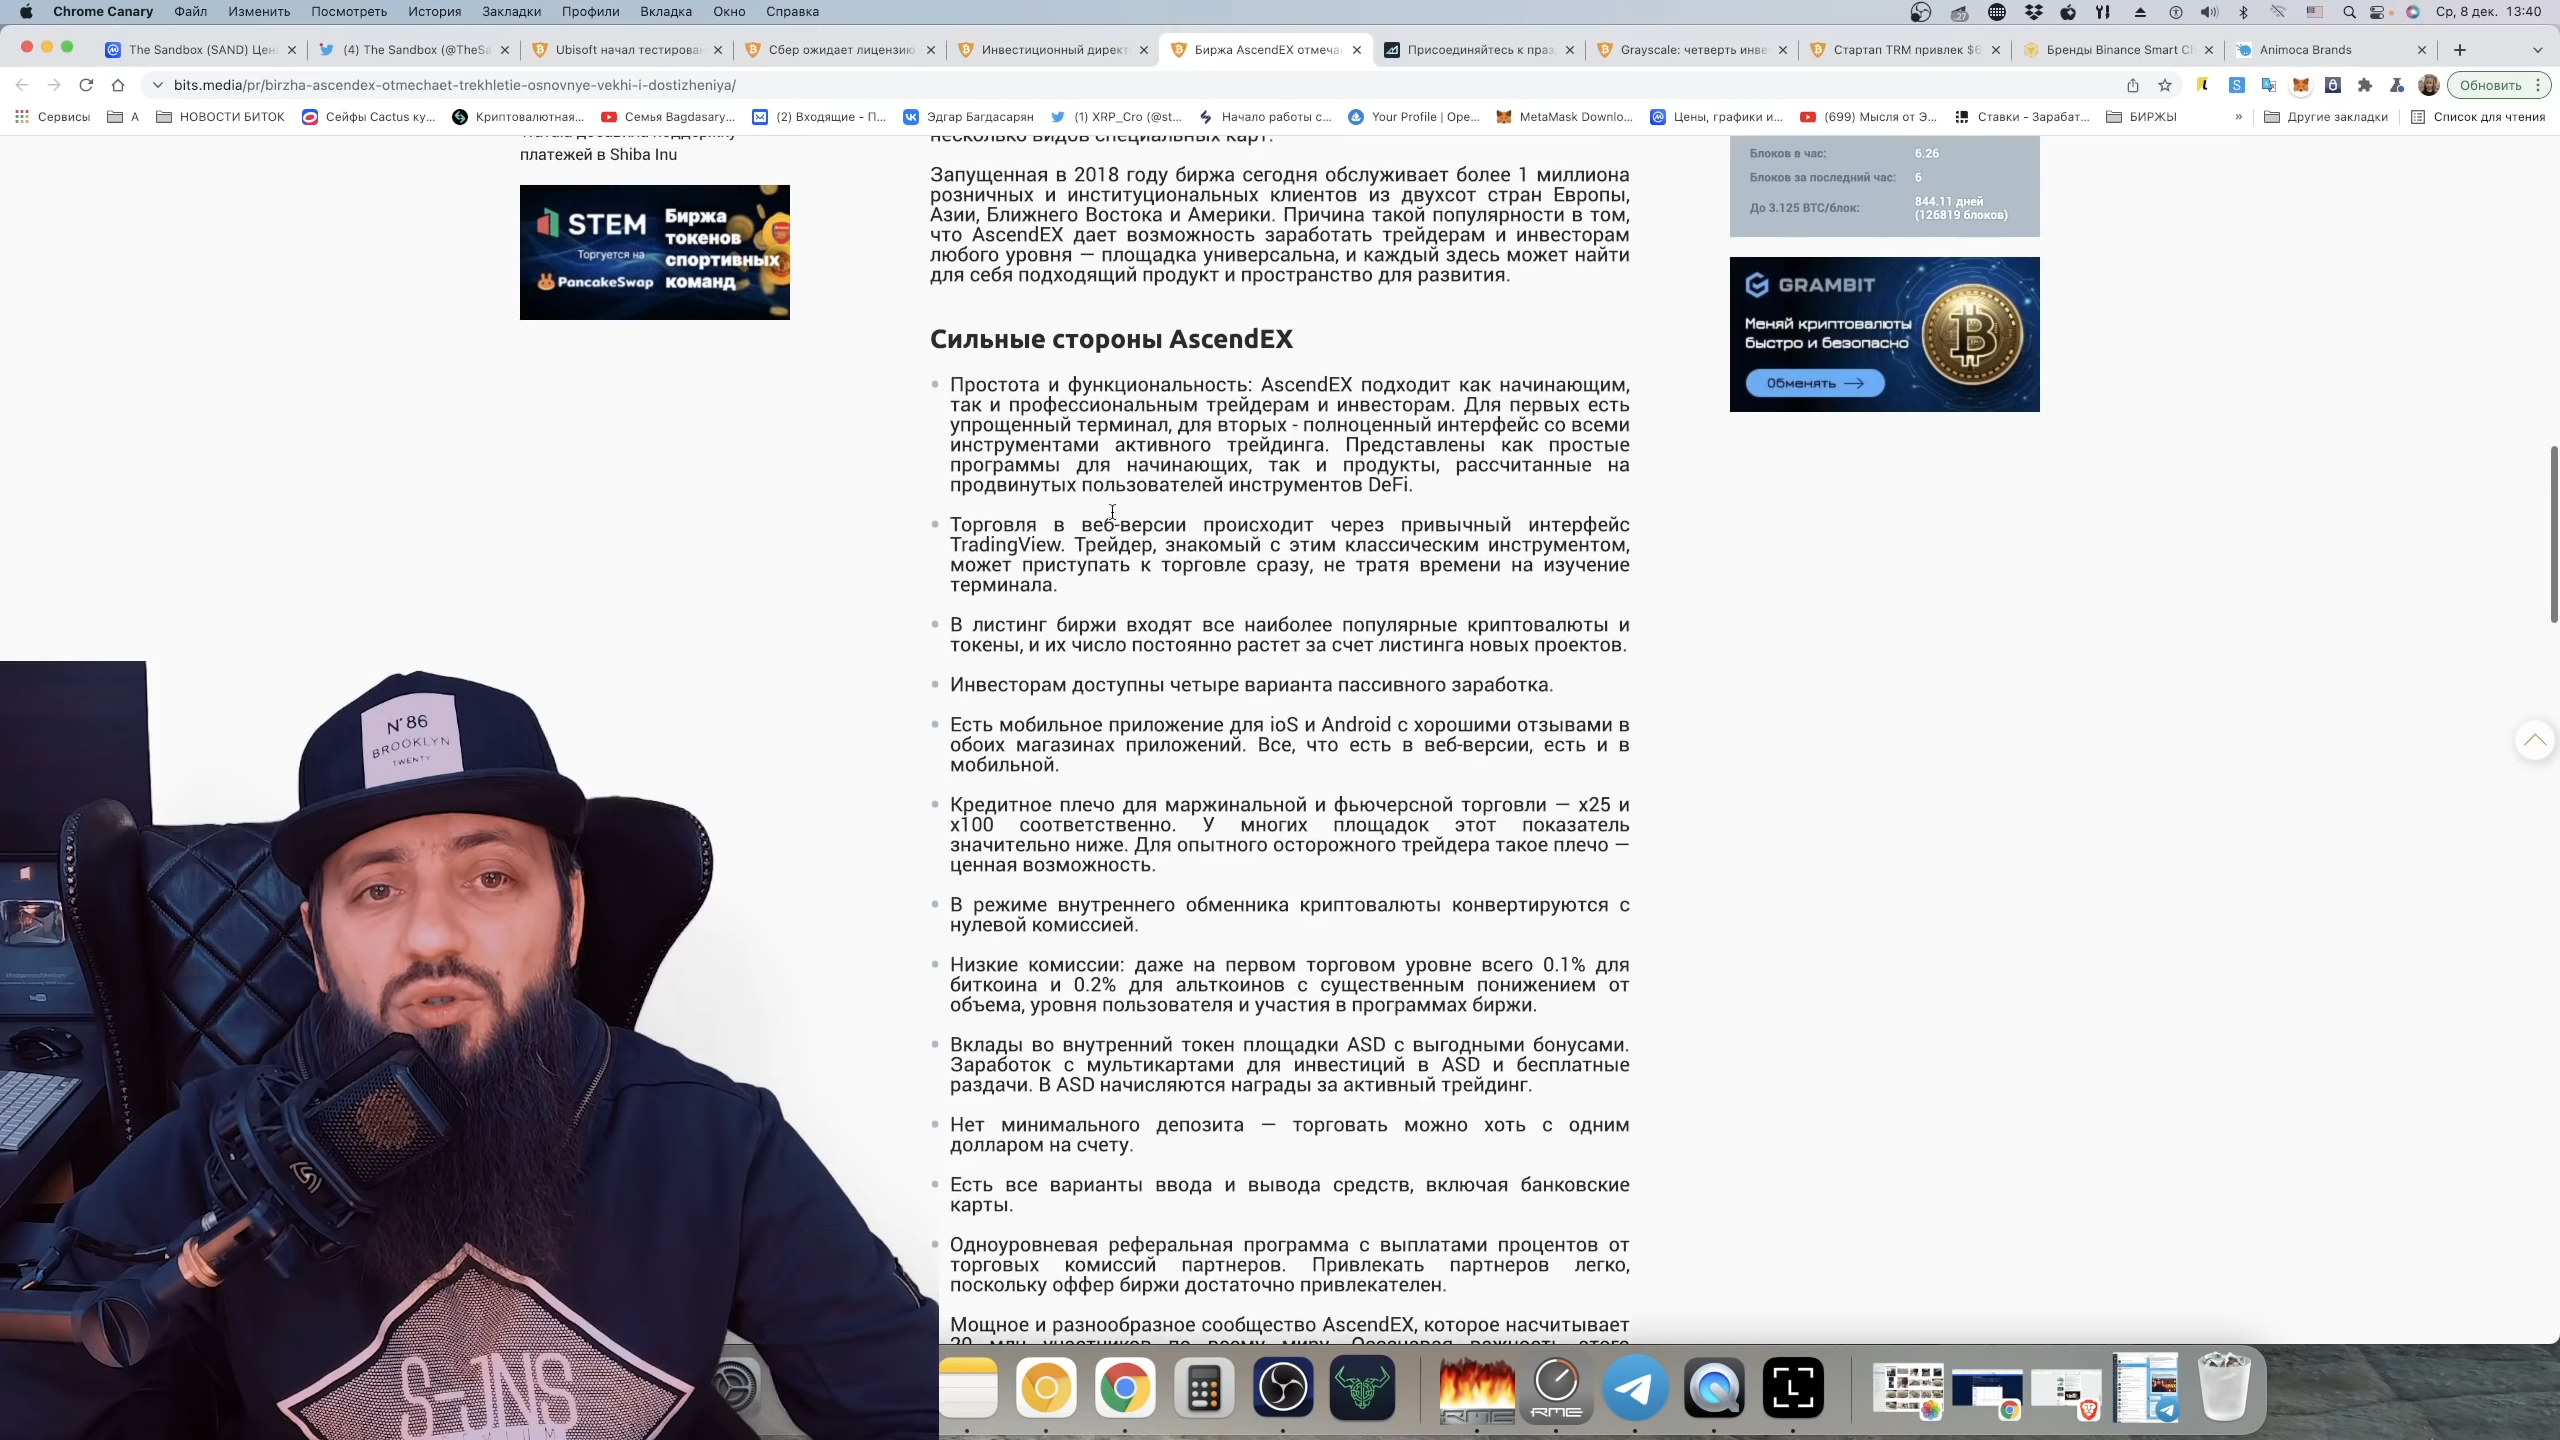 Chrome Canary Файл Изменить Посмотреть История Закладки Профили Вкладка Окно Справка
Ср, 8 дек. 13:40
The Sandbox (SAND) Цен
(4) The Sandbox (@TheSa
Ubisoft начал тестирован
Сбер ожидает лицензию
Инвестиционный директ
Биржа AscendEX отмеча
Присоединяйтесь к праз
Grayscale: четверть инве
Стартап TRM привлек $6
Бренды Binance Smart Ch
Animoca Brands
bits.media/pr/birzha-ascendex-otmechaet-trekhletie-osnovnye-vekhi-i-dostizheniya/
Обновить
Сервисы
А
НОВОСТИ БИТОК
Сейфы Cactus ку...
Криптовалютная...
Семья Bagdasary...
(2) Входящие - П...
Эдгар Багдасарян
(1) XRP_Cro (@st...
Начало работы с...
Your Profile | Ope...
MetaMask Downlo...
Цены, графики и...
(699) Мысля от Э...
Ставки - Зарабат...
БИРЖЫ
»
Другие закладки
Список для чтения
платежей в Shiba Inu
STEM
Торгуется на
PancakeSwap
Биржа
токенов
спортивных
команд
несколько видов специальных карт.
Запущенная в 2018 году биржа сегодня обслуживает более 1 миллиона
розничных и институциональных клиентов из двухсот стран Европы,
Азии, Ближнего Востока и Америки. Причина такой популярности в том,
что AscendEX дает возможность заработать трейдерам и инвесторам
любого уровня — площадка универсальна, и каждый здесь может найти
для себя подходящий продукт и пространство для развития.
Сильные стороны AscendEX
Простота и функциональность: AscendEX подходит как начинающим,
так и профессиональным трейдерам и инвесторам. Для первых есть
упрощенный терминал, для вторых - полноценный интерфейс со всеми
инструментами активного трейдинга. Представлены как простые
программы для начинающих, так и продукты, рассчитанные на
продвинутых пользователей инструментов DeFi.
Торговля в веб-версии происходит через привычный интерфейс
TradingView. Трейдер, знакомый с этим классическим инструментом,
может приступать к торговле сразу, не тратя времени на изучение
терминала.
В листинг биржи входят все наиболее популярные криптовалюты и
токены, и их число постоянно растет за счет листинга новых проектов.
Инвесторам доступны четыре варианта пассивного заработка.
Есть мобильное приложение для ioS и Android с хорошими отзывами в
обоих магазинах приложений. Все, что есть в веб-версии, есть и в
мобильной.
Кредитное плечо для маржинальной и фьючерсной торговли — x25 и
x100 соответственно. У многих площадок этот показатель
значительно ниже. Для опытного осторожного трейдера такое плечо —
ценная возможность.
В режиме внутреннего обменника криптовалюты конвертируются с
нулевой комиссией.
Низкие комиссии: даже на первом торговом уровне всего 0.1% для
биткоина и 0.2% для альткоинов с существенным понижением от
объема, уровня пользователя и участия в программах биржи.
Вклады во внутренний токен площадки ASD с выгодными бонусами.
Заработок с мультикартами для инвестиций в ASD и бесплатные
раздачи. В ASD начисляются награды за активный трейдинг.
Нет минимального депозита — торговать можно хоть с одним
долларом на счету.
Есть все варианты ввода и вывода средств, включая банковские
карты.
Одноуровневая реферальная программа с выплатами процентов от
торговых комиссий партнеров. Привлекать партнеров легко,
поскольку оффер биржи достаточно привлекателен.
Мощное и разнообразное сообщество AscendEX, которое насчитывает
Блоков в час: 6.26
Блоков за последний час: 6
До 3.125 BTC/блок: 844.11 дней
(126819 блоков)
GRAMBIT
Меняй криптовалюты
быстро и безопасно
Обменять →
N°86
BROOKLYN
TWENTY
S-JNS
RME
RME